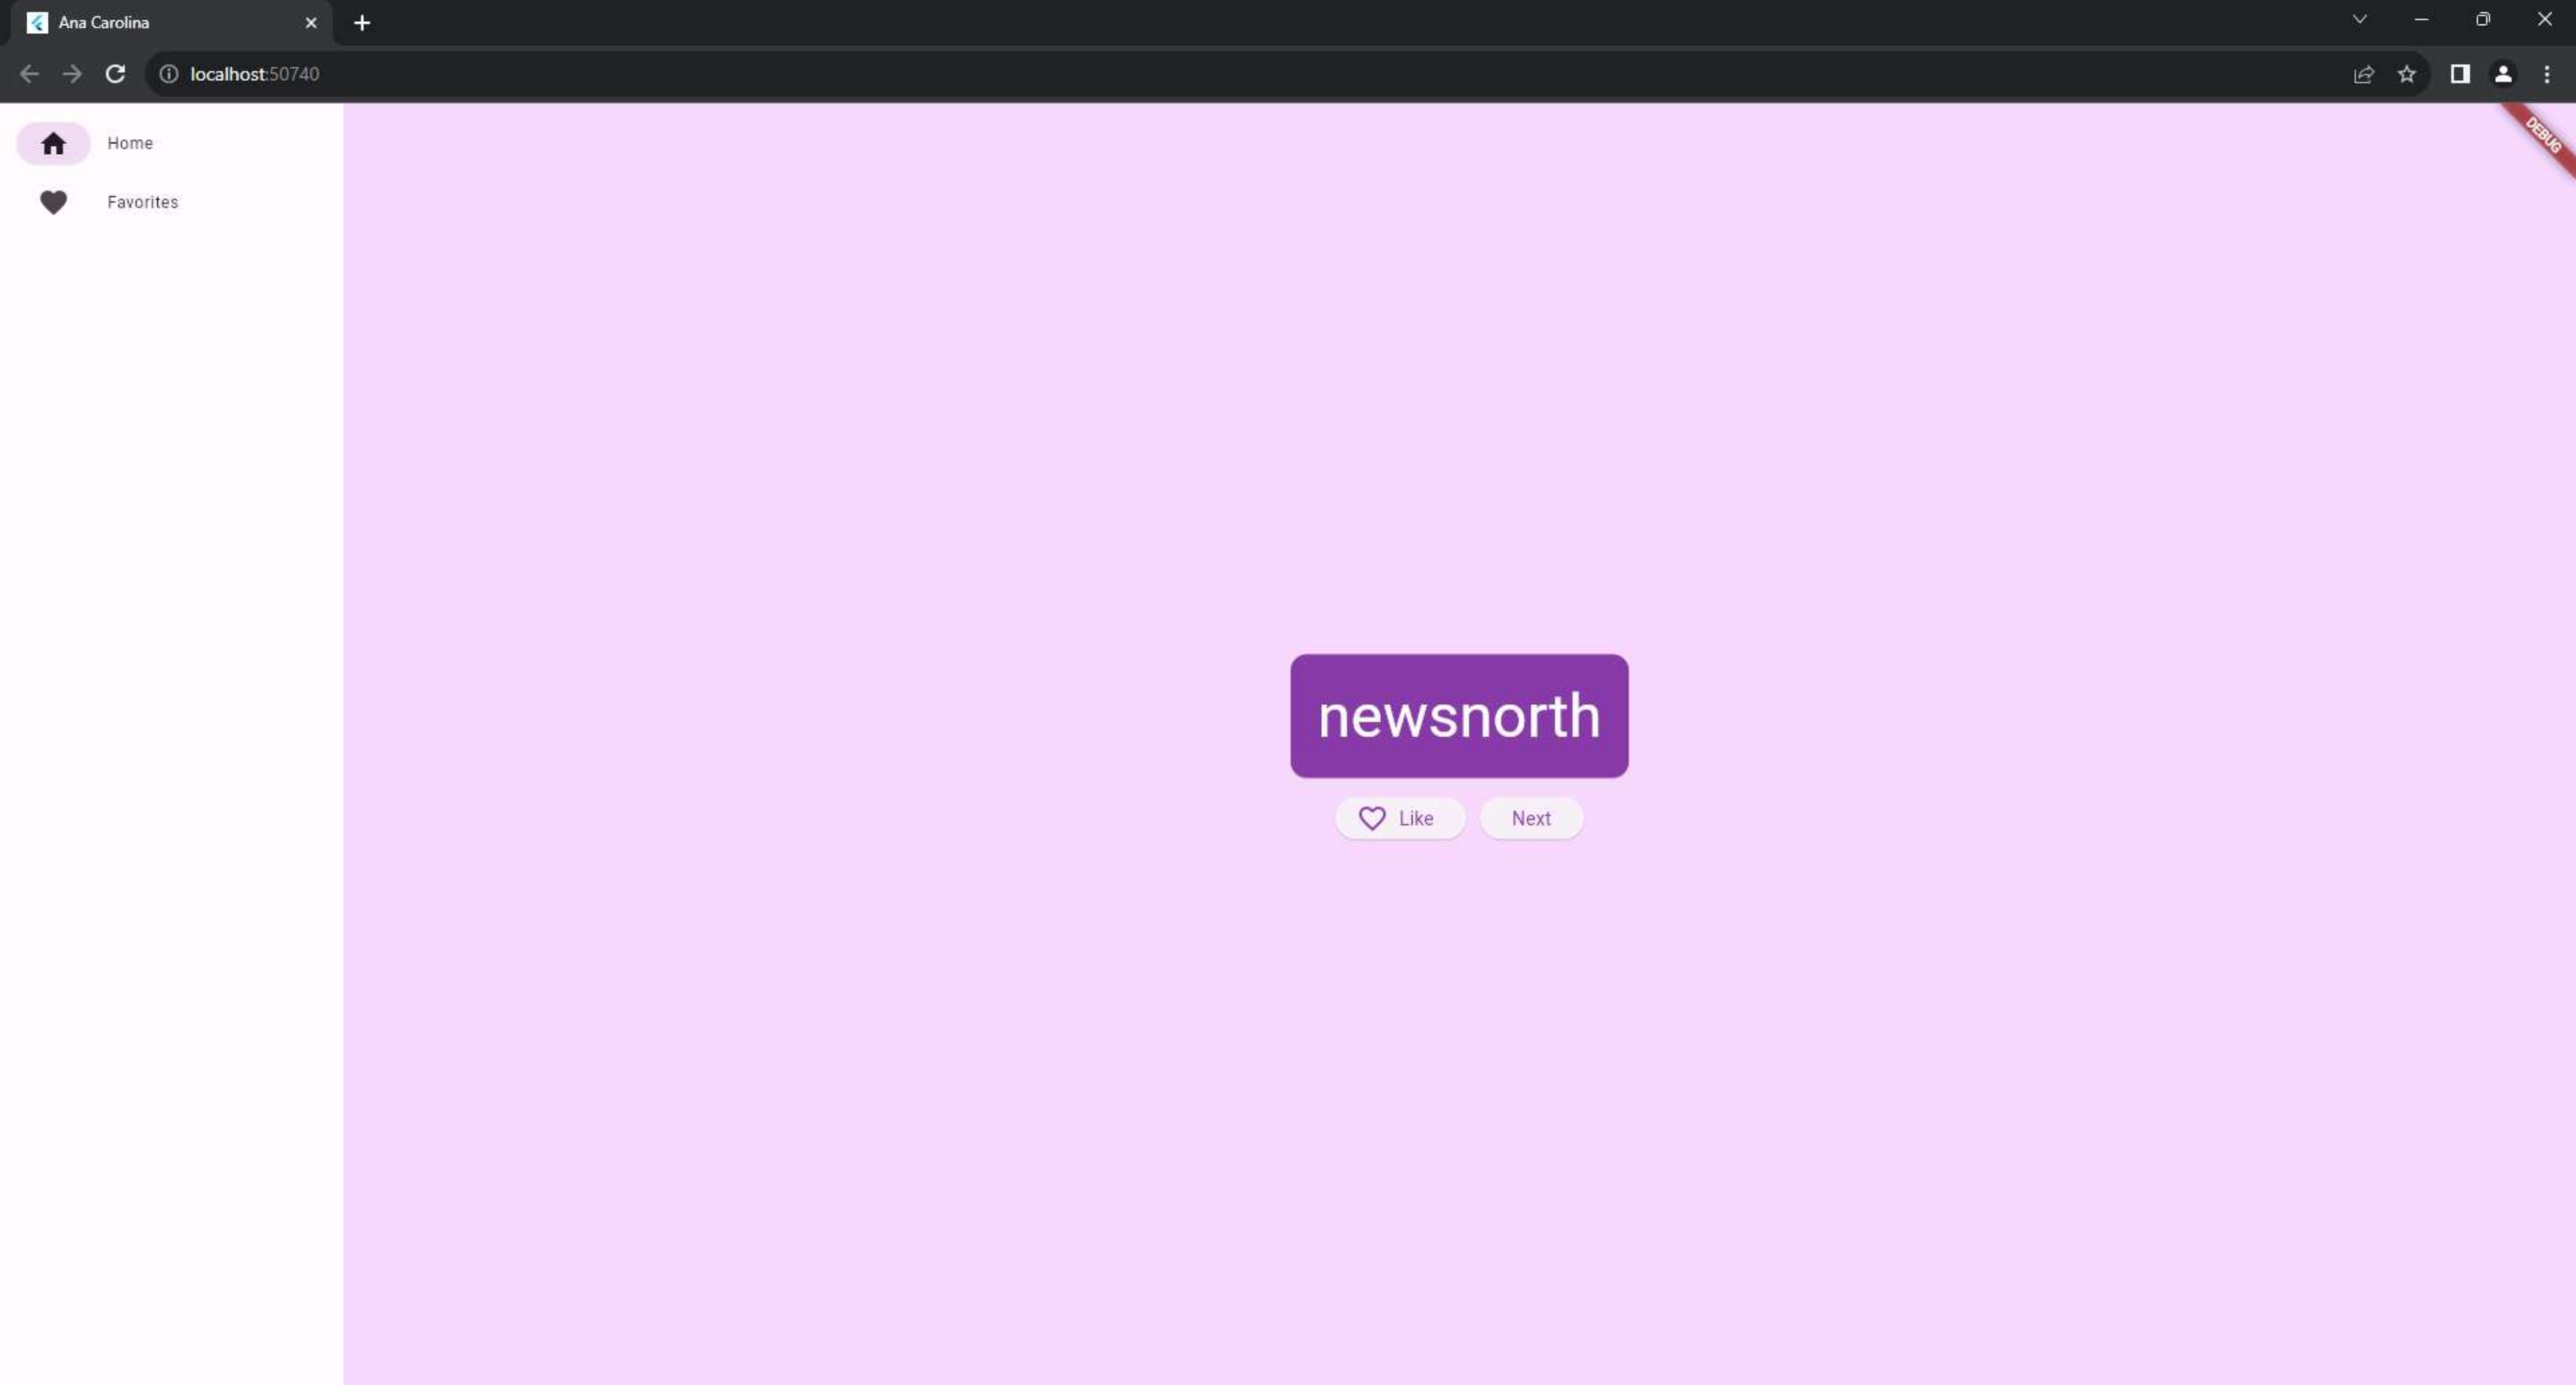 Ana Carolina
localhost:50740
DEBUG
Home
Favorites
newsnorth
Like
Next